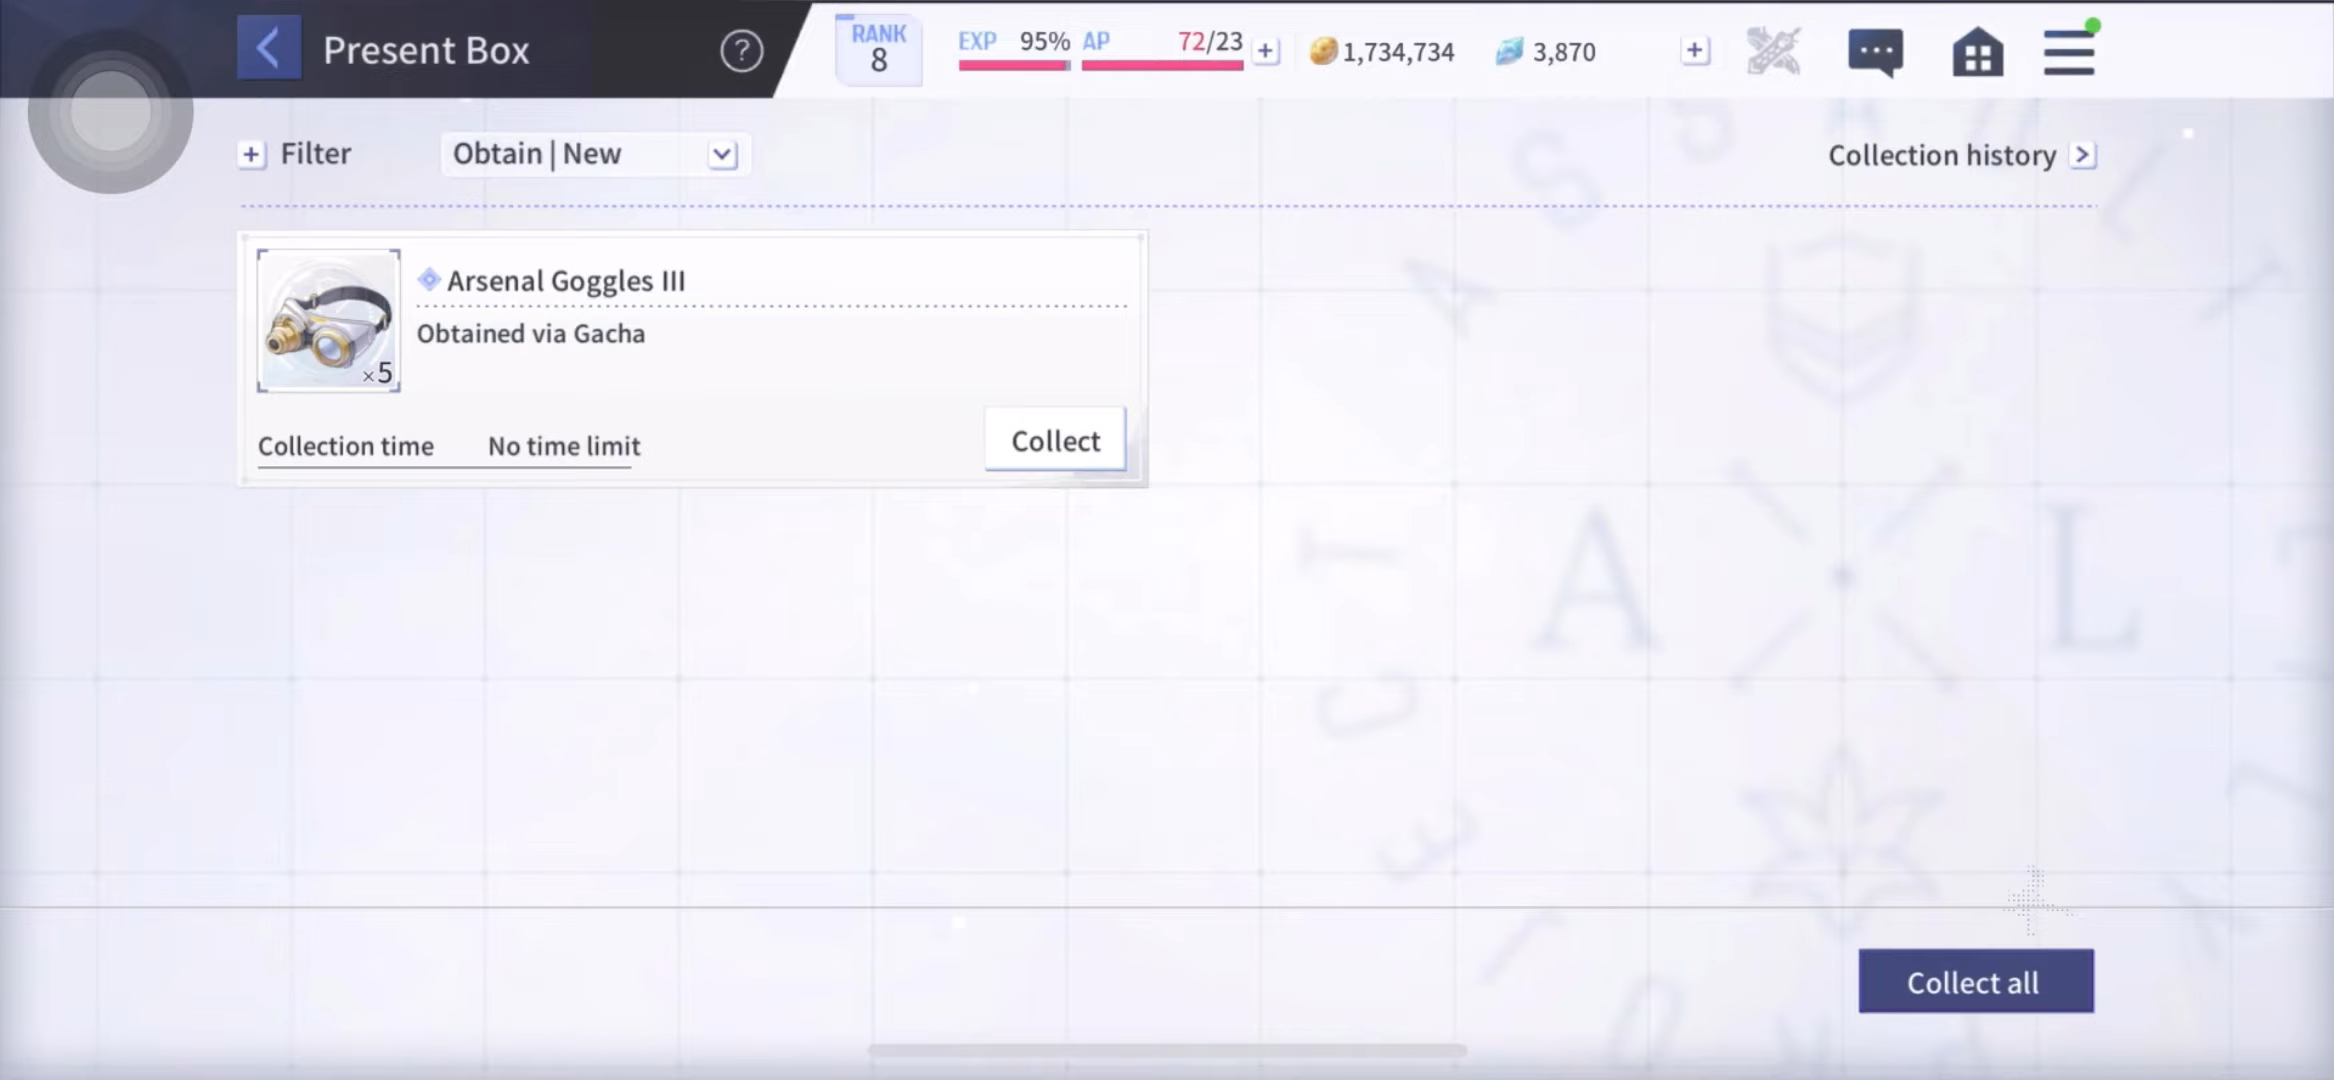 Present Box
?
RANK
8
EXP 95%
AP 72/23
1,734,734
3,870
Filter
Obtain | New
Collection history
Arsenal Goggles III
Obtained via Gacha
×5
Collection time No time limit
Collect
A L
Collect all